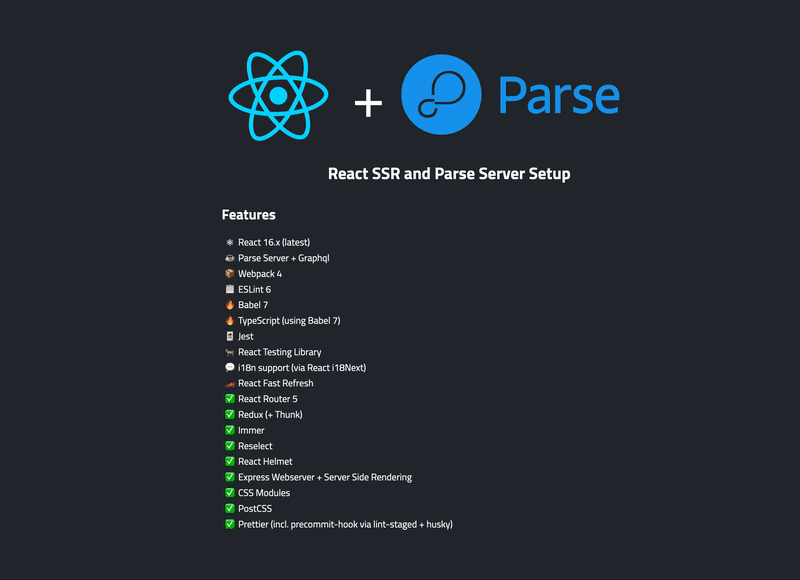 + Parse
React SSR and Parse Server Setup
Features
React 16.x (latest)
Parse Server + Graphql
Webpack 4
ESLint 6
Babel 7
TypeScript (using Babel 7)
Jest
React Testing Library
i18n support (via React i18Next)
React Fast Refresh
React Router 5
Redux (+ Thunk)
Immer
Reselect
React Helmet
Express Webserver + Server Side Rendering
CSS Modules
PostCSS
Prettier (incl. precommit-hook via lint-staged + husky)